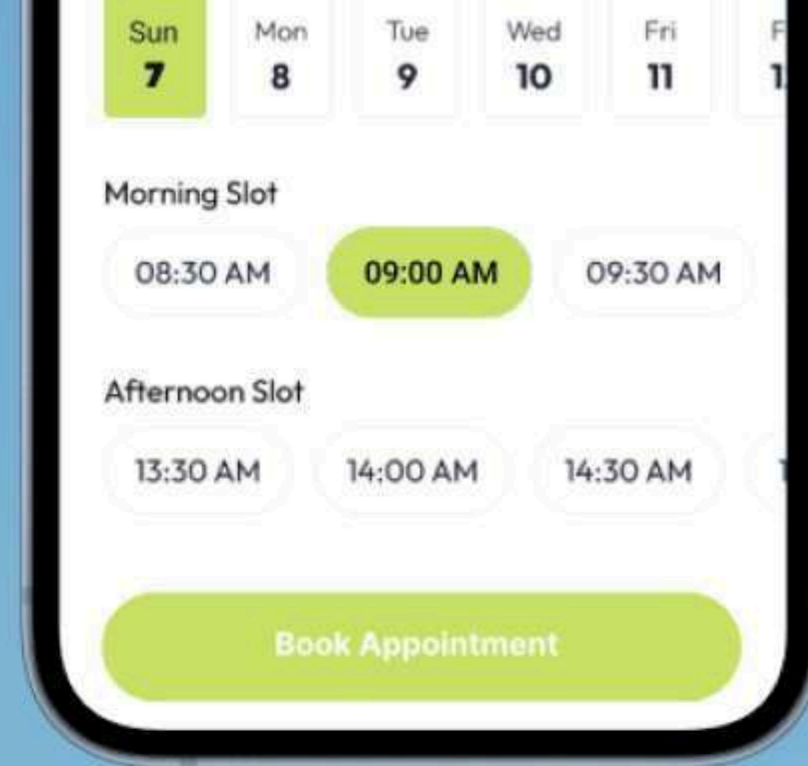 Sun Mon Tue Wed Fri
7 8 9 10 11
Morning Slot
08:30 AM 09:00 AM 09:30 AM
Afternoon Slot
13:30 AM 14:00 AM 14:30 AM
Book Appointment